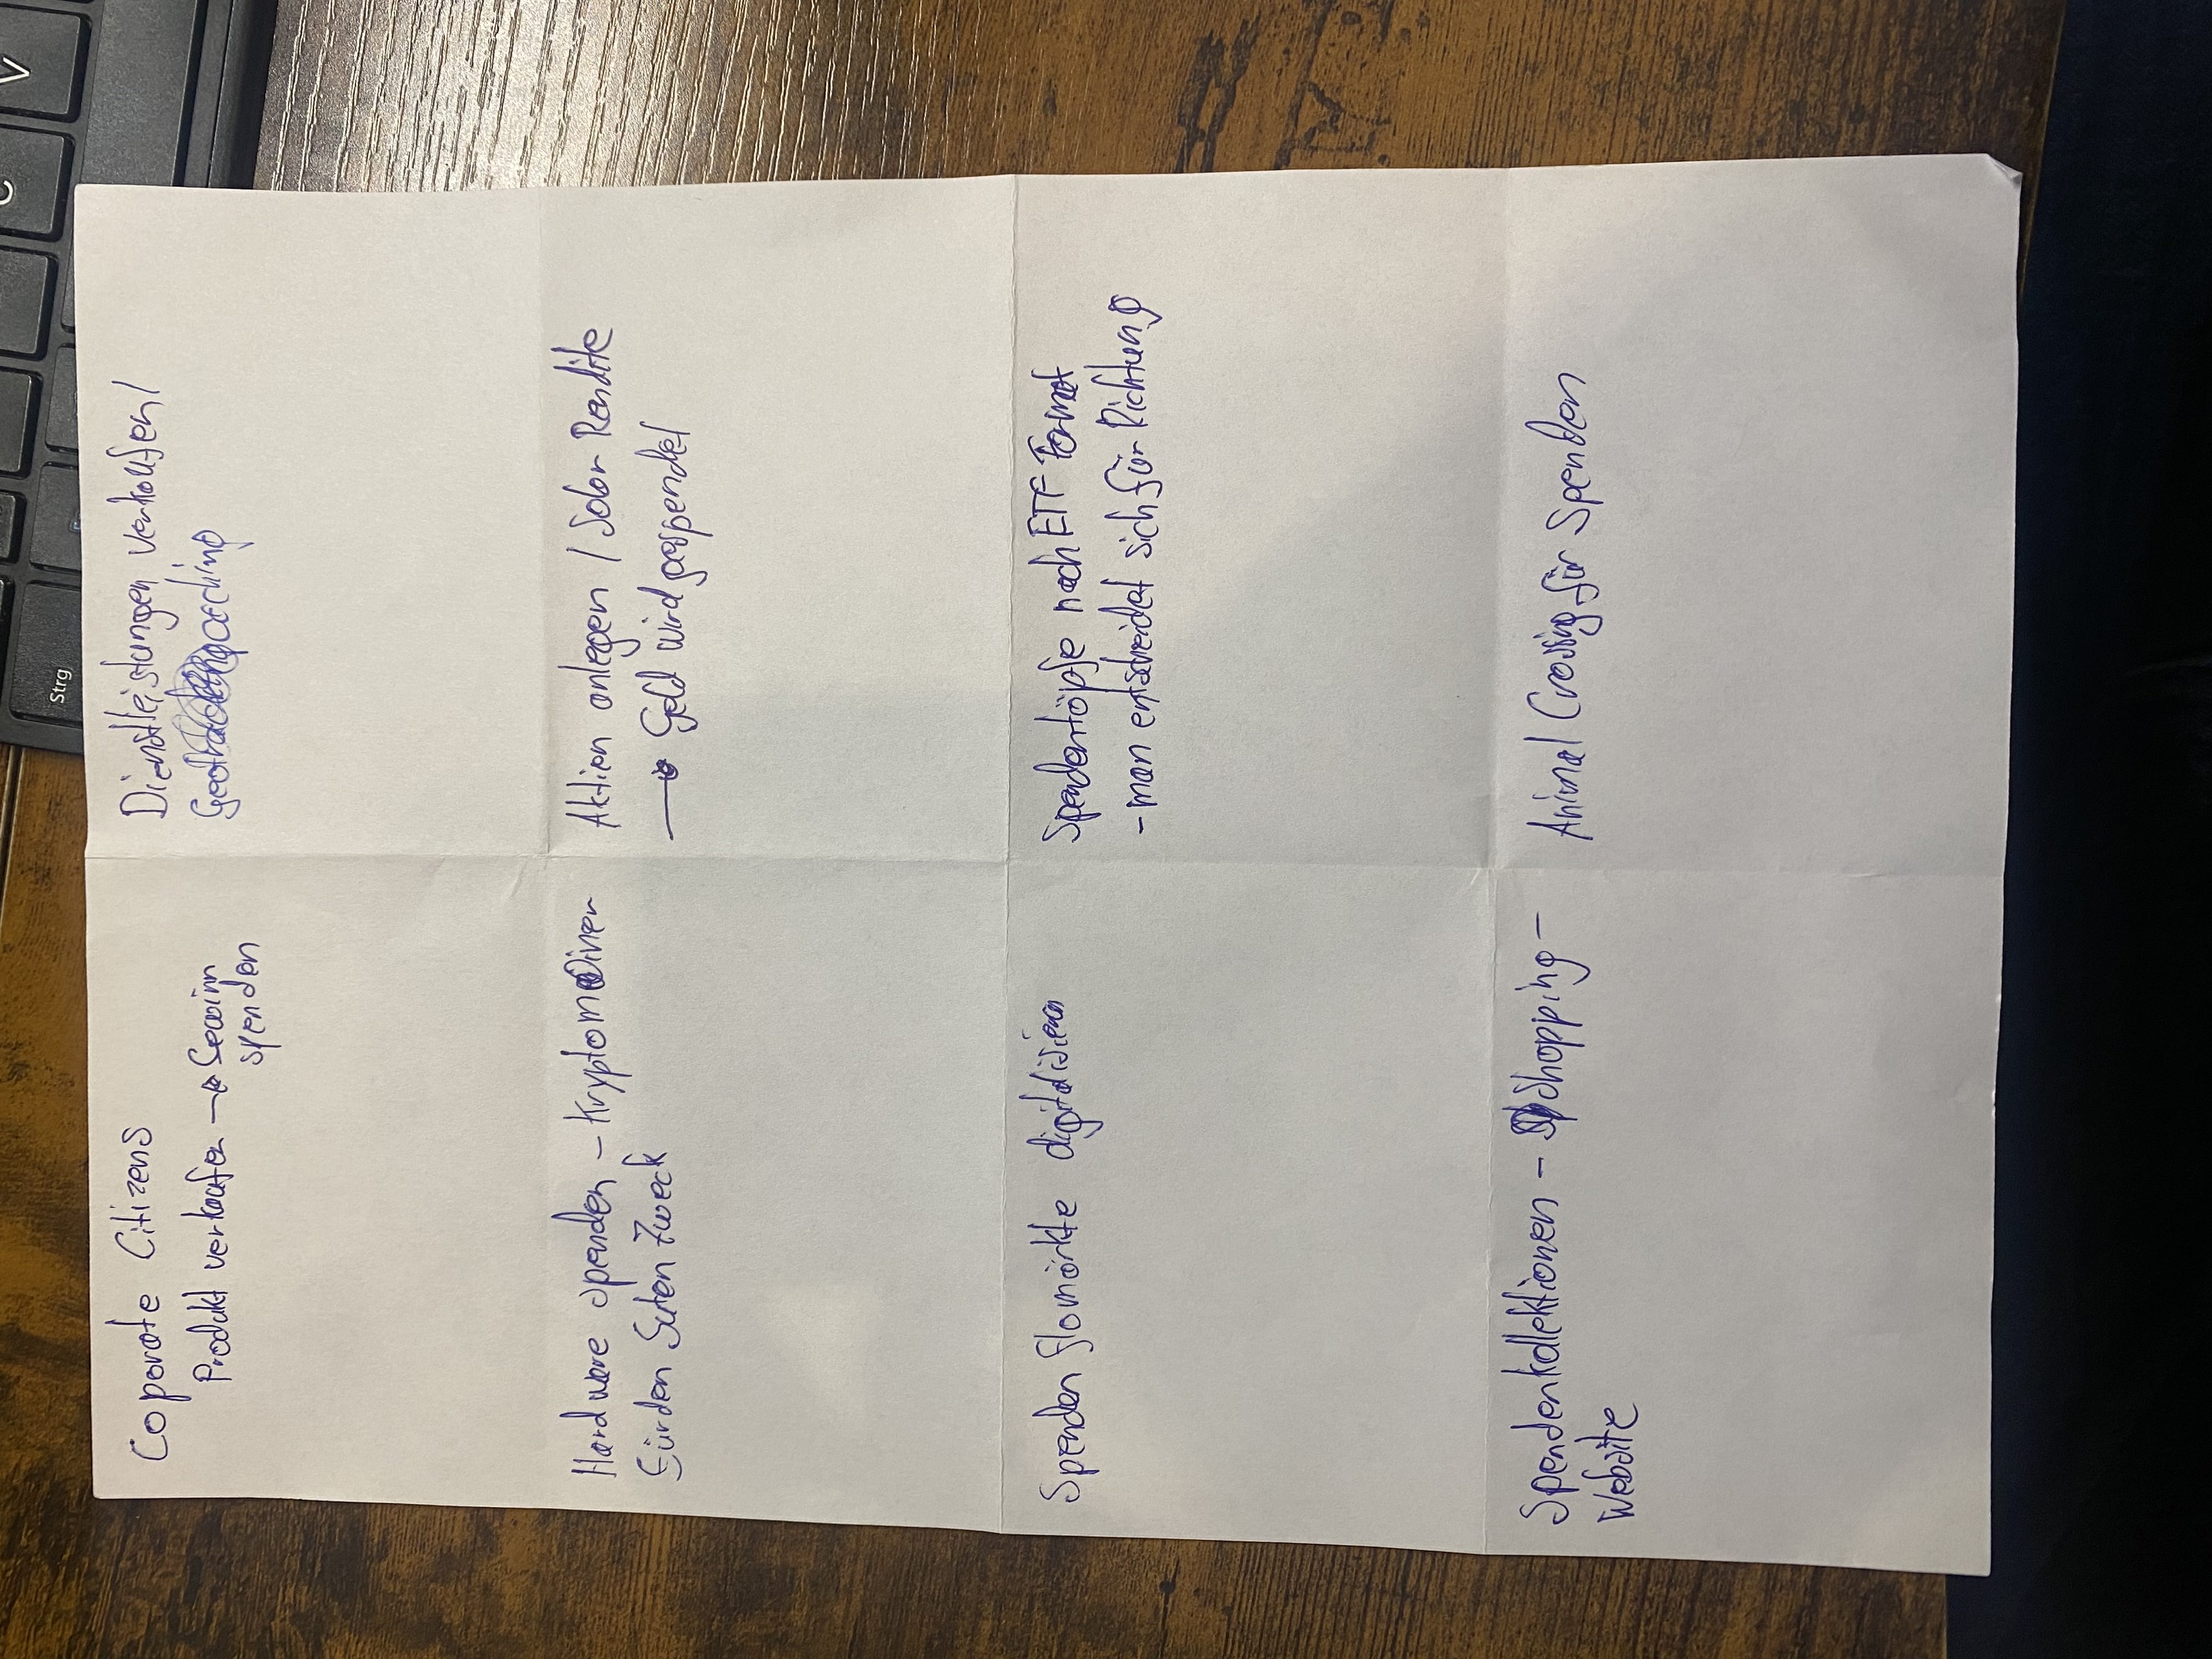 Strg
C
V
Coporate Citizens
Produkt verkaufen → Gewinn
spenden
Dienstleistungen verkaufen/
Geocaching
Hardware spenden - Kryptominer
für den Guten Zweck
Aktien anlegen / Solar Rendite
→ Geld wird gespendet
Spenden flomärkte digitalisieren
Spendentöpfe nach ETF Format
- man entscheidet sich für Richtung
Spendenkollektionen - Shopping -
Website
Animal Crossing für Spenden